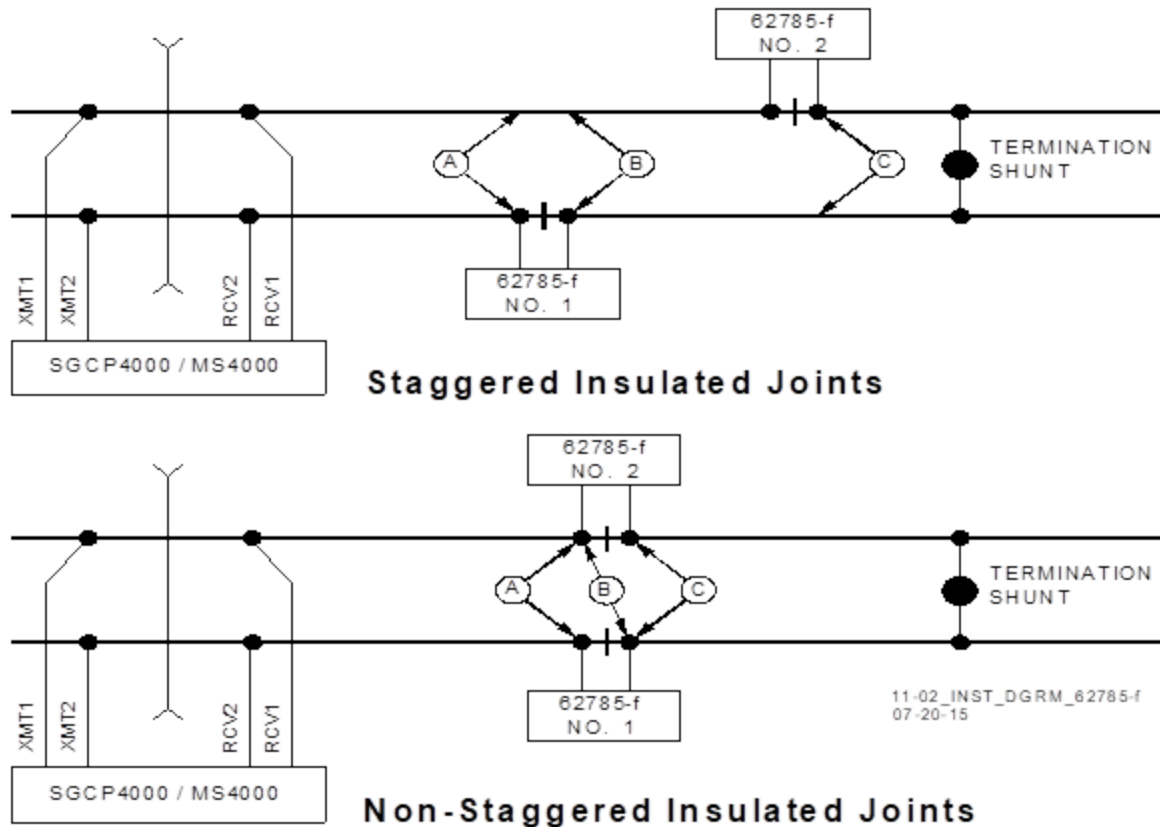 62785-f
NO. 2
A
B
C
TERMINATION
SHUNT
62785-f
NO. 1
XMT1
XMT2
RCV2
RCV1
SGCP4000 / MS4000
Staggered Insulated Joints
62785-f
NO. 2
A
B
C
TERMINATION
SHUNT
62785-f
NO. 1
XMT1
XMT2
RCV2
RCV1
11-02_INST_DGRM_62785-f
07-20-15
SGCP4000 / MS4000
Non-Staggered Insulated Joints